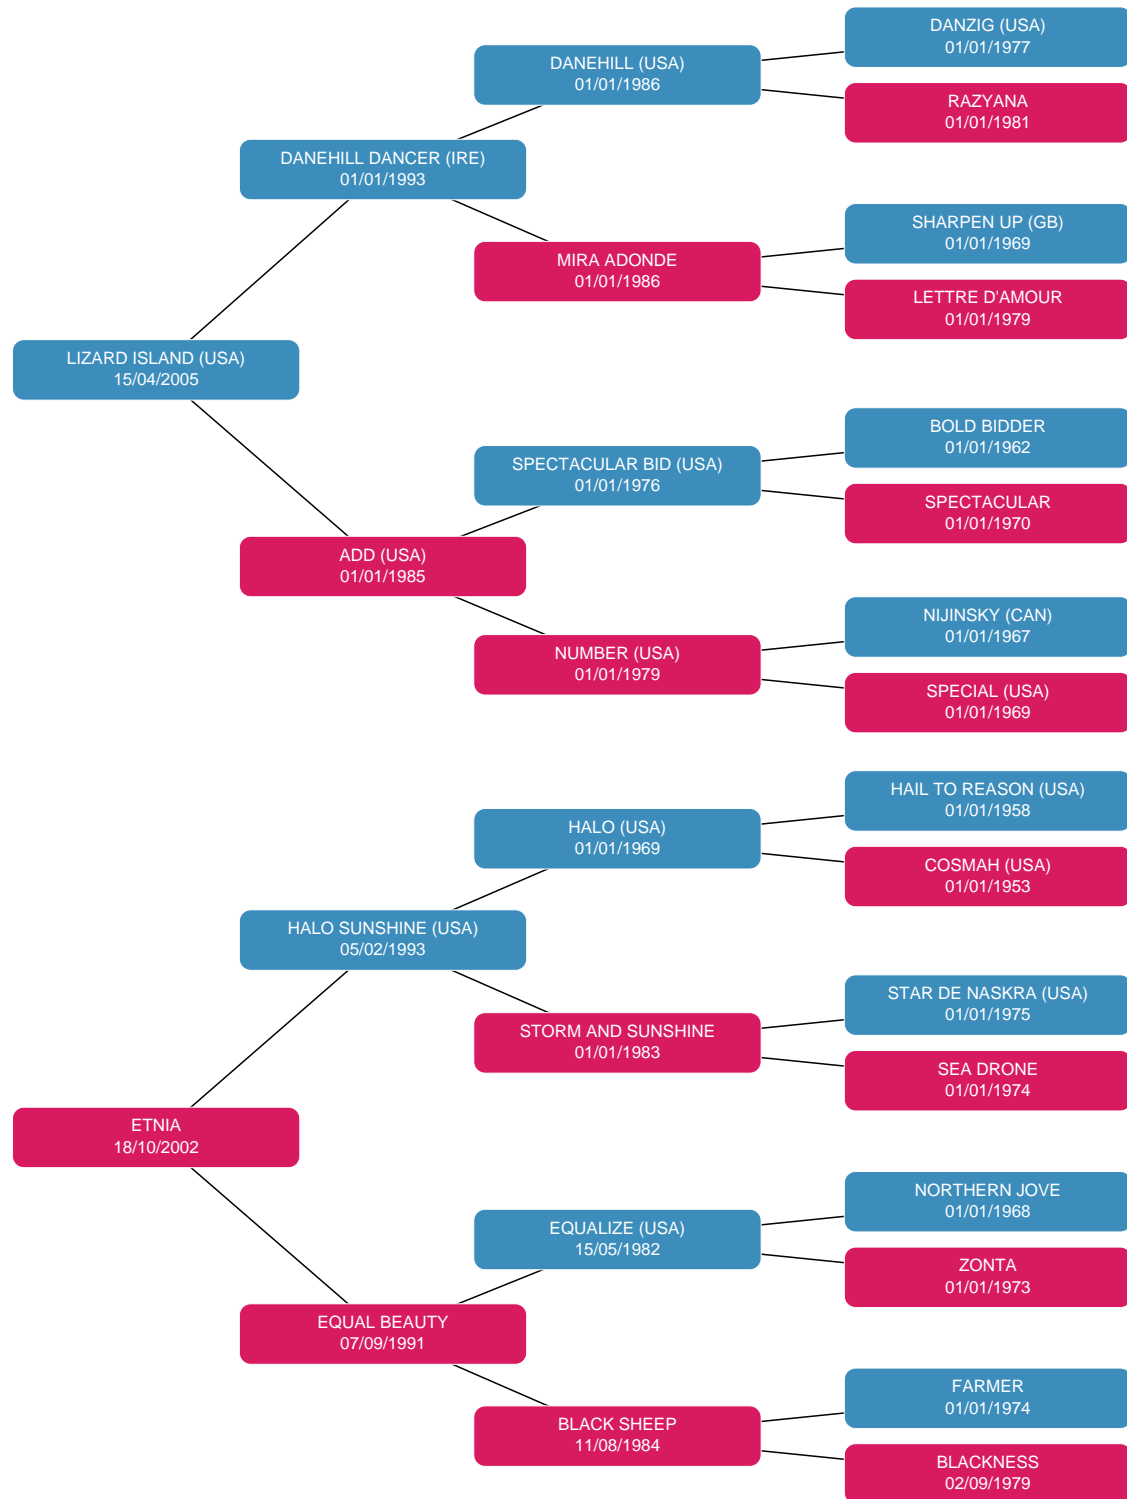 DANZIG (USA)
01/01/1977
DANEHILL (USA)
01/01/1986
RAZYANA
01/01/1981
DANEHILL DANCER (IRE)
01/01/1993
SHARPEN UP (GB)
01/01/1969
MIRA ADONDE
01/01/1986
LETTRE D'AMOUR
01/01/1979
LIZARD ISLAND (USA)
15/04/2005
BOLD BIDDER
01/01/1962
SPECTACULAR BID (USA)
01/01/1976
SPECTACULAR
01/01/1970
ADD (USA)
01/01/1985
NIJINSKY (CAN)
01/01/1967
NUMBER (USA)
01/01/1979
SPECIAL (USA)
01/01/1969
HAIL TO REASON (USA)
01/01/1958
HALO (USA)
01/01/1969
COSMAH (USA)
01/01/1953
HALO SUNSHINE (USA)
05/02/1993
STAR DE NASKRA (USA)
01/01/1975
STORM AND SUNSHINE
01/01/1983
SEA DRONE
01/01/1974
ETNIA
18/10/2002
NORTHERN JOVE
01/01/1968
EQUALIZE (USA)
15/05/1982
ZONTA
01/01/1973
EQUAL BEAUTY
07/09/1991
FARMER
01/01/1974
BLACK SHEEP
11/08/1984
BLACKNESS
02/09/1979